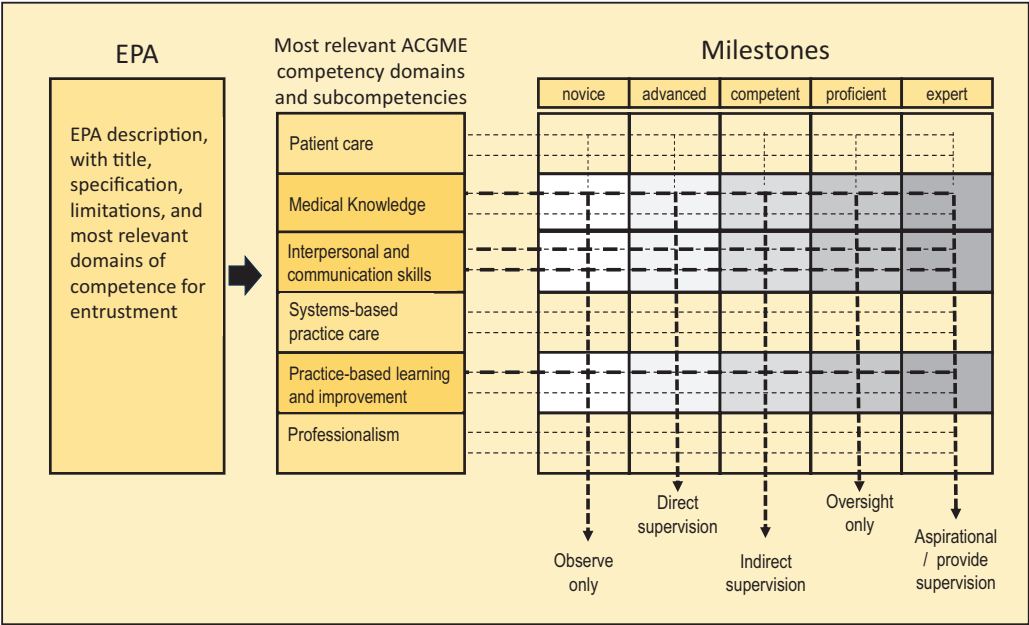 EPA
EPA description,
with title,
specification,
limitations, and
most relevant
domains of
competence for
entrustment
Most relevant ACGME
competency domains
and subcompetencies
Patient care
Medical Knowledge
Interpersonal and
communication skills
Systems-based
practice care
Practice-based learning
and improvement
Professionalism
Milestones
novice
advanced
competent
proficient
expert
Observe
only
Direct
supervision
Indirect
supervision
Oversight
only
Aspirational
/ provide
supervision